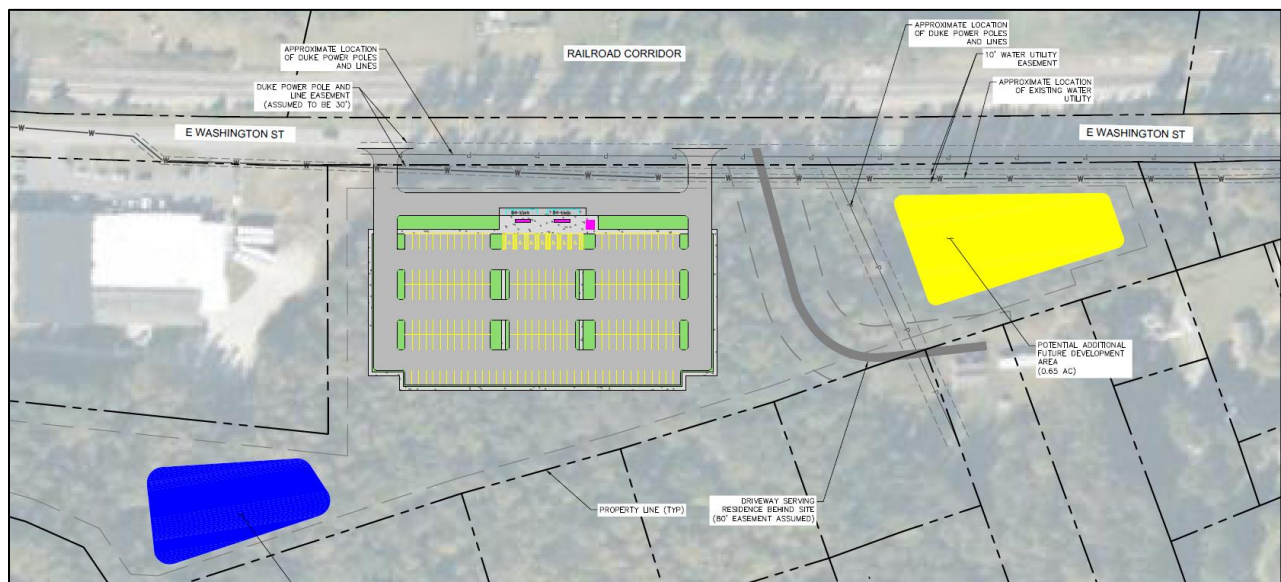 APPROXIMATE LOCATION
OF DUKE POWER POLES
AND LINES
RAILROAD CORRIDOR
APPROXIMATE LOCATION
OF DUKE POWER POLES
AND LINES
10' WATER UTILITY
EASEMENT
DUKE POWER POLE AND
LINE EASEMENT
(ASSUMED TO BE 30')
APPROXIMATE LOCATION
OF EXISTING WATER
UTILITY
E WASHINGTON ST
E WASHINGTON ST
W W W W W W W W W W W W W W W W W
POTENTIAL ADDITIONAL
FUTURE DEVELOPMENT
AREA
(0.65 AC)
PROPERTY LINE (TYP)
DRIVEWAY SERVING
RESIDENCE BEHIND SITE
(80' EASEMENT ASSUMED)